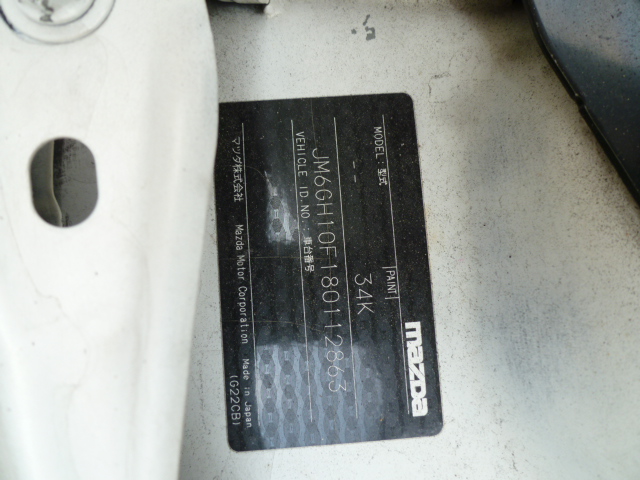 mazda
MODEL:型式 |PAINT|
-- 34K
JM6GH10F180112863
VEHICLE ID.NO.:車台番号
マツダ株式会社 Mazda Motor Corporation Made in Japan
(G22CB)